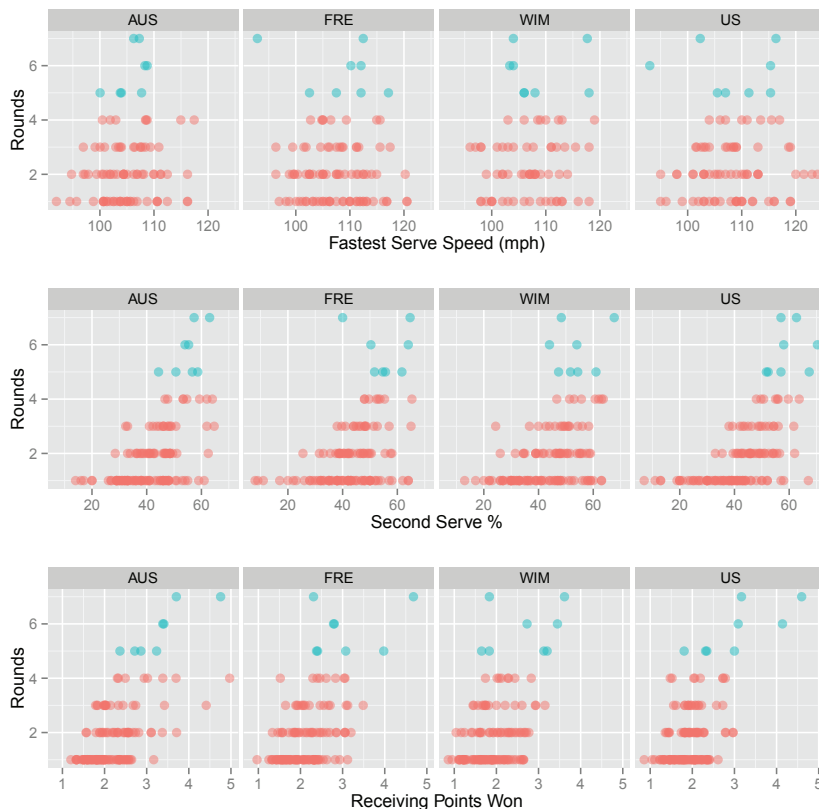 AUS FRE WIM US
6
4
2
Rounds
100 110 120 100 110 120 100 110 120 100 110 120
Fastest Serve Speed (mph)
AUS FRE WIM US
6
4
2
Rounds
20 40 60 20 40 60 20 40 60 20 40 60
Second Serve %
AUS FRE WIM US
6
4
2
Rounds
1 2 3 4 5 1 2 3 4 5 1 2 3 4 5 1 2 3 4 5
Receiving Points Won